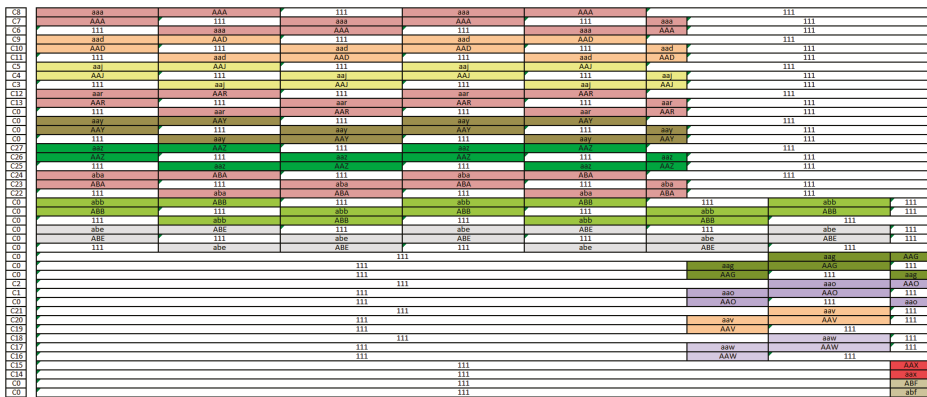 C8 aaa AAA 111 aaa AAA 111
C7 AAA 111 aaa AAA 111 aaa 111
C6 111 aaa AAA 111 aaa AAA 111
C9 aad AAD 111 aad AAD 111
C10 AAD 111 aad AAD 111 aad 111
C11 111 aad AAD 111 aad AAD 111
C5 aaj AAJ 111 aaj AAJ 111
C4 AAJ 111 aaj AAJ 111 aaj 111
C3 111 aaj AAJ 111 aaj AAJ 111
C12 aar AAR 111 aar AAR 111
C13 AAR 111 aar AAR 111 aar 111
C0 111 aar AAR 111 aar AAR 111
C0 aay AAY 111 aay AAY 111
C0 AAY 111 aay AAY 111 aay 111
C0 111 aay AAY 111 aay AAY 111
C27 aaz AAZ 111 aaz AAZ 111
C26 AAZ 111 aaz AAZ 111 aaz 111
C25 111 aaz AAZ 111 aaz AAZ 111
C24 aba ABA 111 aba ABA 111
C23 ABA 111 aba ABA 111 aba 111
C22 111 aba ABA 111 aba ABA 111
C0 abb ABB 111 abb ABB 111 abb 111
C0 ABB 111 abb ABB 111 abb ABB 111
C0 111 abb ABB 111 abb ABB 111
C0 abe ABE 111 abe ABE 111 abe 111
C0 ABE 111 abe ABE 111 abe ABE 111
C0 111 abe ABE 111 abe ABE 111
C0 111 aag AAG
C0 111 aag AAG 111
C0 111 AAG 111 aag
C2 111 aao AAO
C1 111 aao AAO 111
C0 111 AAO 111 aao
C21 111 aav 111
C20 111 aav AAV 111
C19 111 AAV 111
C18 111 aaw 111
C17 111 aaw AAW 111
C16 111 AAW 111
C15 111 AAX
C14 111 aax
C0 111 ABF
C0 111 abf